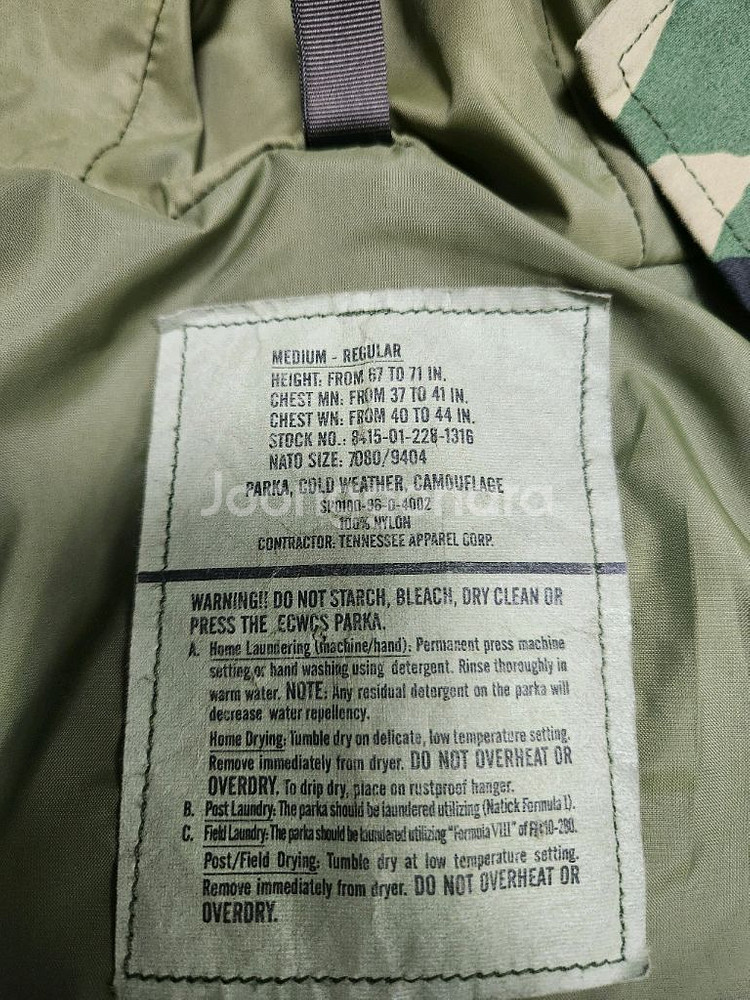 MEDIUM - REGULAR
HEIGHT: FROM 67 TO 71 IN.
CHEST MN: FROM 37 TO 41 IN.
CHEST WN: FROM 40 TO 44 IN.
STOCK NO.: 8415-01-228-1316
NATO SIZE: 7080/9404
PARKA, COLD WEATHER, CAMOUFLAGE
SPO100-96-D-4002
100% NYLON
CONTRACTOR: TENNESSEE APPAREL CORP.
WARNING!! DO NOT STARCH, BLEACH, DRY CLEAN OR
PRESS THE ECWCS PARKA.
A. Home Laundering (machine/hand): Permanent press machine
setting or hand washing using detergent. Rinse thoroughly in
warm water. NOTE: Any residual detergent on the parka will
decrease water repellency.
Home Drying: Tumble dry on delicate, low temperature setting.
Remove immediately from dryer. DO NOT OVERHEAT OR
OVERDRY. To drip dry, place on rustproof hanger.
B. Post Laundry: The parka should be laundered utilizing (Natick Formula I).
C. Field Laundry: The parka should be laundered utilizing "Formula VIII" of 10-280.
Post/Field Drying: Tumble dry at low temperature setting.
Remove immediately from dryer. DO NOT OVERHEAT OR
OVERDRY.